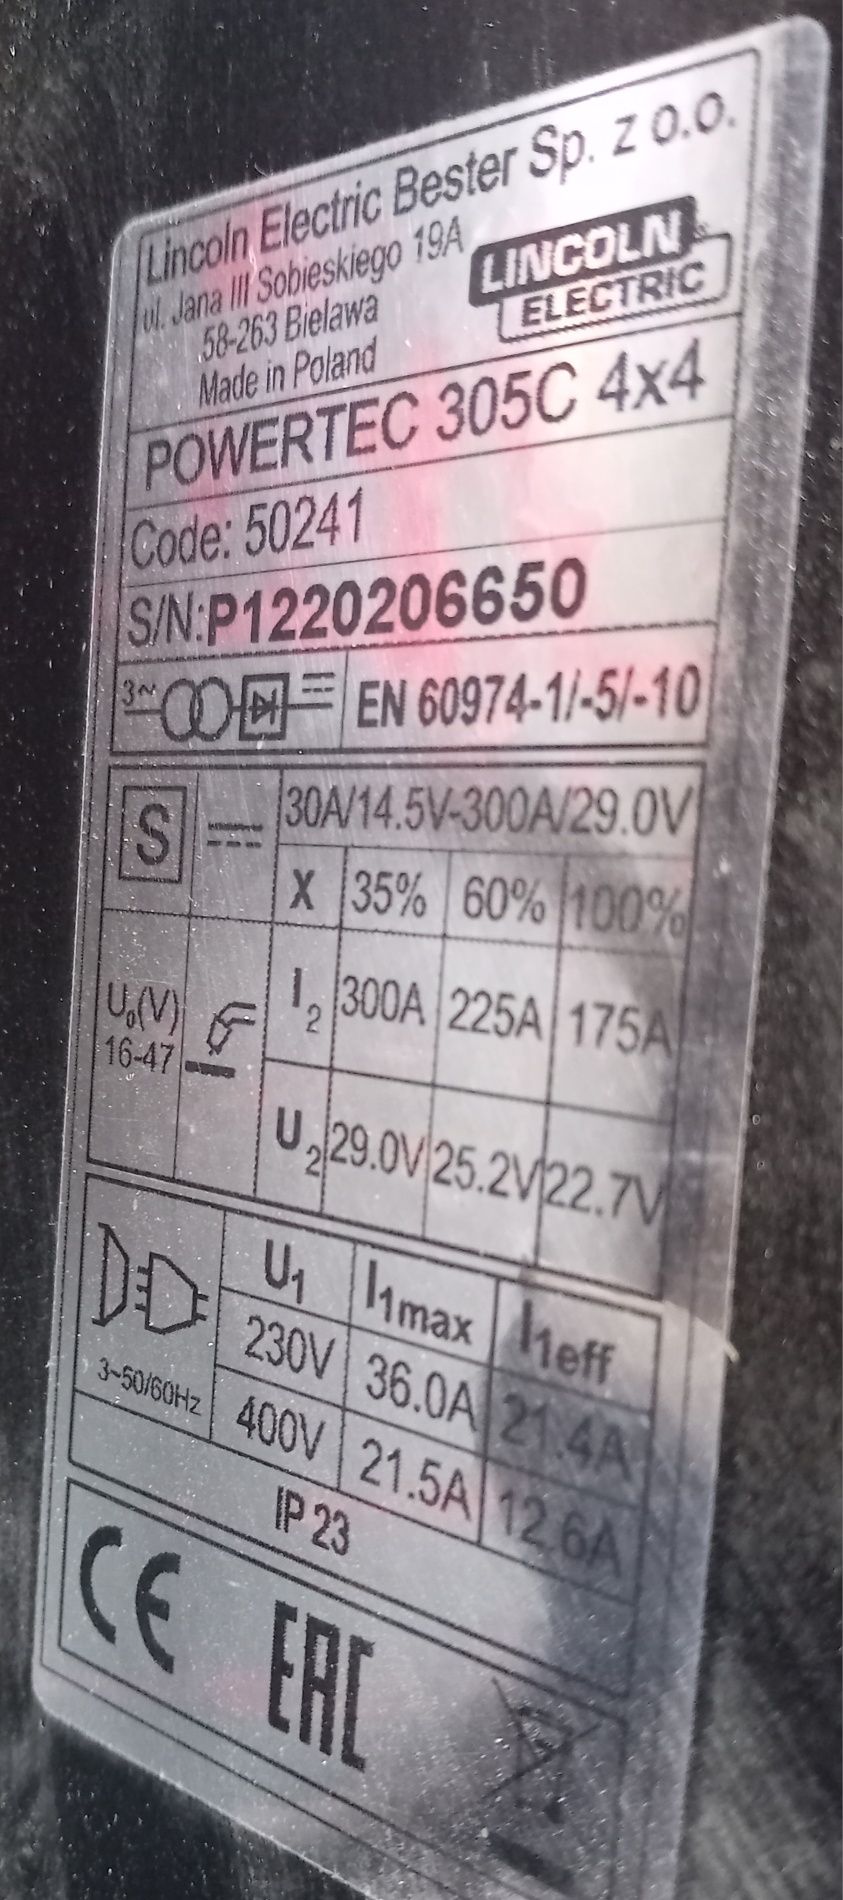 Lincoln Electric Bester Sp. z o.o.
ul. Jana III Sobieskiego 19A
58-263 Bielawa
Made in Poland
LINCOLN®
ELECTRIC
POWERTEC 305C 4x4
Code: 50241
S/N:P1220206650
3~ EN 60974-1/-5/-10
S 30A/14.5V-300A/29.0V
X 35% 60% 100%
U₀(V) 16-47
I₂ 300A 225A 175A
U₂ 29.0V 25.2V 22.7V
U₁ I₁max I₁eff
230V 36.0A 21.4A
3~50/60Hz
400V 21.5A 12.6A
IP 23
CE EAC